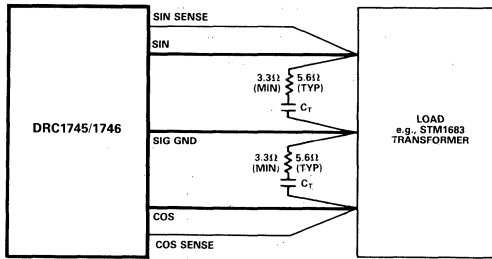 SIN SENSE
SIN
3.3Ω
(MIN)
5.6Ω
(TYP)
CT
DRC1745/1746
SIG GND
LOAD
e.g., STM1683
TRANSFORMER
3.3Ω
(MIN)
5.6Ω
(TYP)
CT
COS
COS SENSE